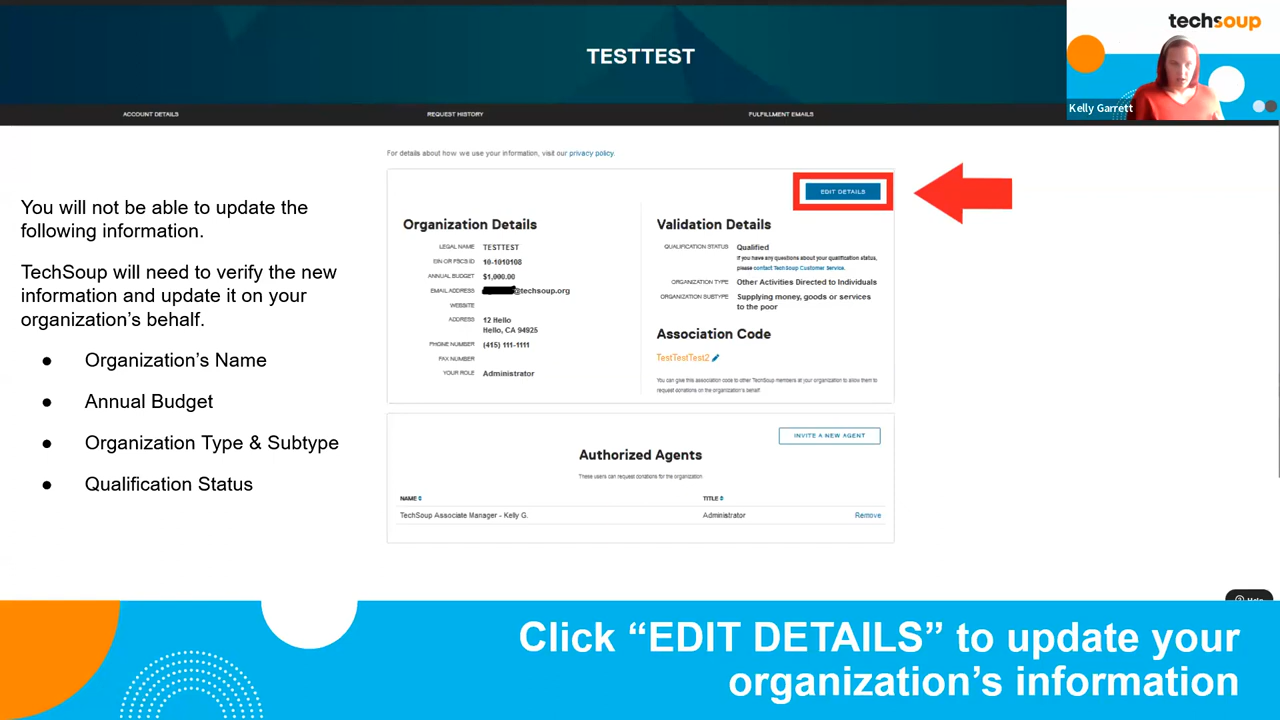 techsoup
Kelly Garrett
TESTTEST
ACCOUNT DETAILS
REQUEST HISTORY
FULFILLMENT EMAILS
For details about how we use your information, visit our privacy policy.
You will not be able to update the
following information.
TechSoup will need to verify the new
information and update it on your
organization’s behalf.
● Organization’s Name
● Annual Budget
● Organization Type & Subtype
● Qualification Status
EDIT DETAILS
Organization Details
LEGAL NAME TESTTEST
EIN OR FSCS ID 10-1010108
ANNUAL BUDGET $1,000.00
EMAIL ADDRESS @techsoup.org
WEBSITE
ADDRESS 12 Hello
Hello, CA 94925
PHONE NUMBER (415) 111-1111
FAX NUMBER
YOUR ROLE Administrator
Validation Details
QUALIFICATION STATUS Qualified
If you have any questions about your qualification status,
please contact TechSoup Customer Service.
ORGANIZATION TYPE Other Activities Directed to Individuals
ORGANIZATION SUBTYPE Supplying money, goods or services
to the poor
Association Code
TestTestTest2
You can give this association code to other TechSoup members at your organization to allow them to
request donations on the organization's behalf
INVITE A NEW AGENT
Authorized Agents
These users can request donations for the organization
NAME TITLE
TechSoup Associate Manager - Kelly G. Administrator Remove
Help
Click “EDIT DETAILS” to update your
organization’s information